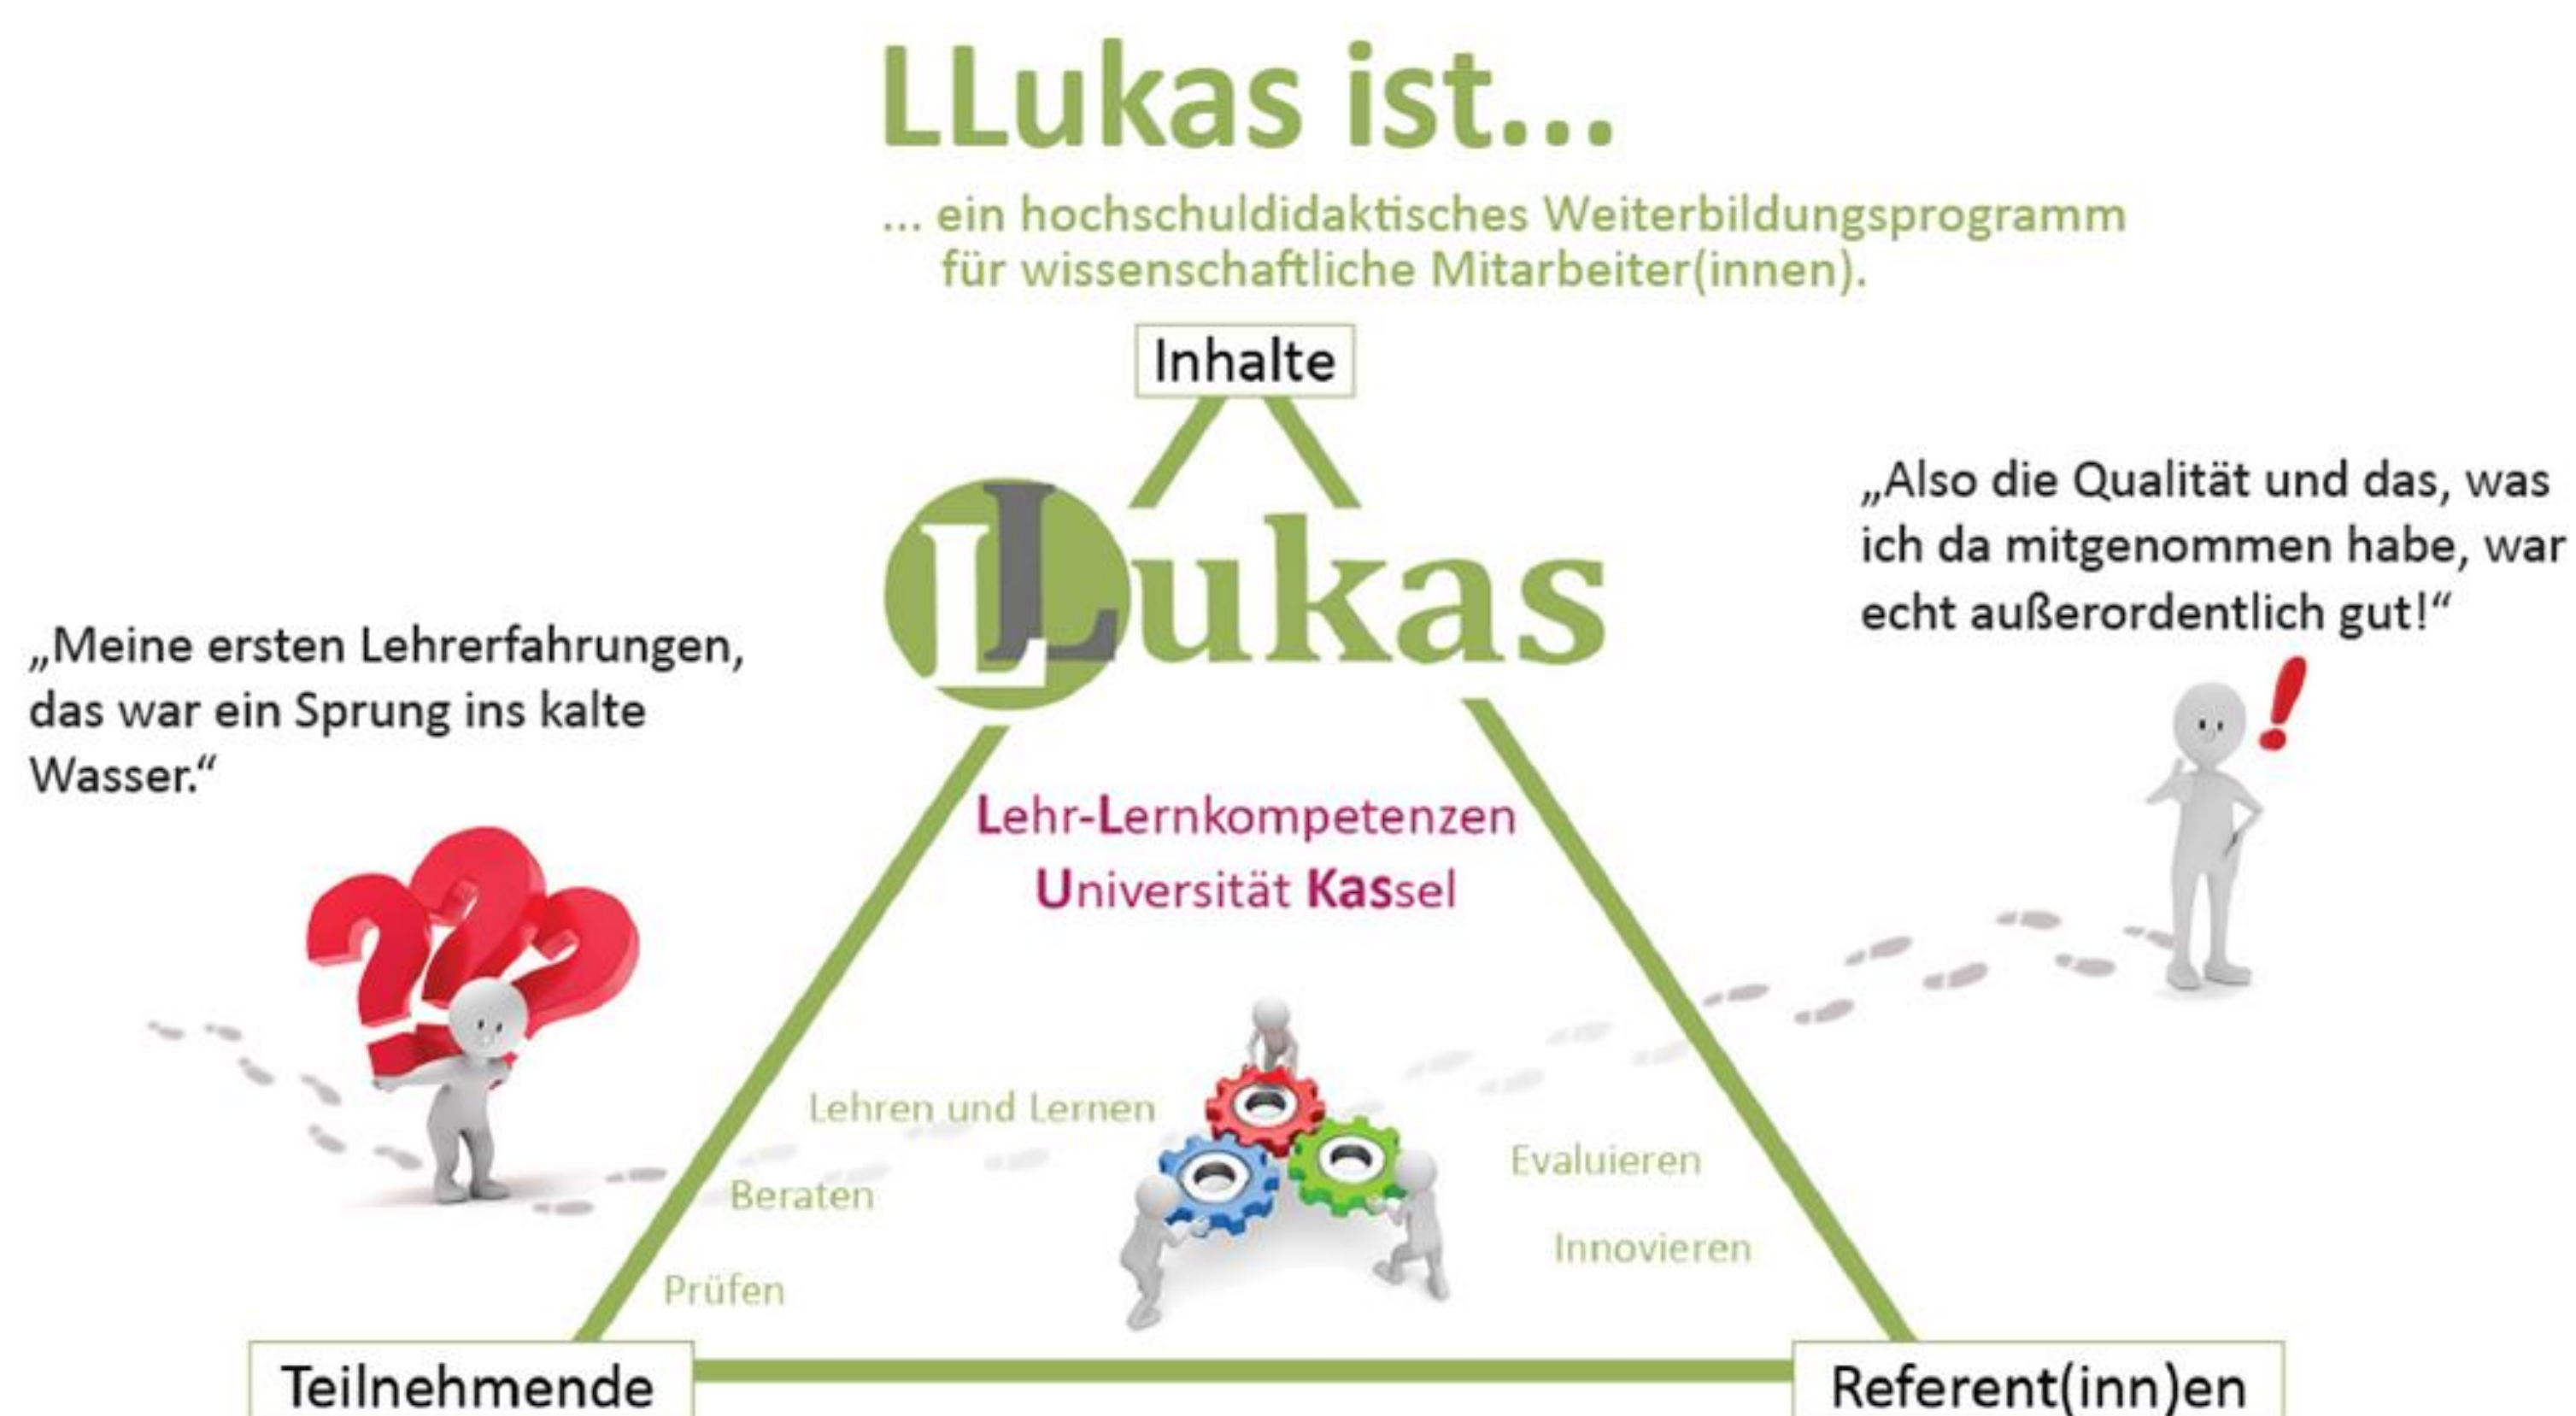 LLukas ist...
... ein hochschuldidaktisches Weiterbildungsprogramm
für wissenschaftliche Mitarbeiter(innen).
Inhalte
LLukas
„Also die Qualität und das, was
ich da mitgenommen habe, war
echt außerordentlich gut!“
„Meine ersten Lehrerfahrungen,
das war ein Sprung ins kalte
Wasser.“
Lehr-Lernkompetenzen
Universität Kassel
Lehren und Lernen
Beraten
Prüfen
Evaluieren
Innovieren
Teilnehmende
Referent(inn)en